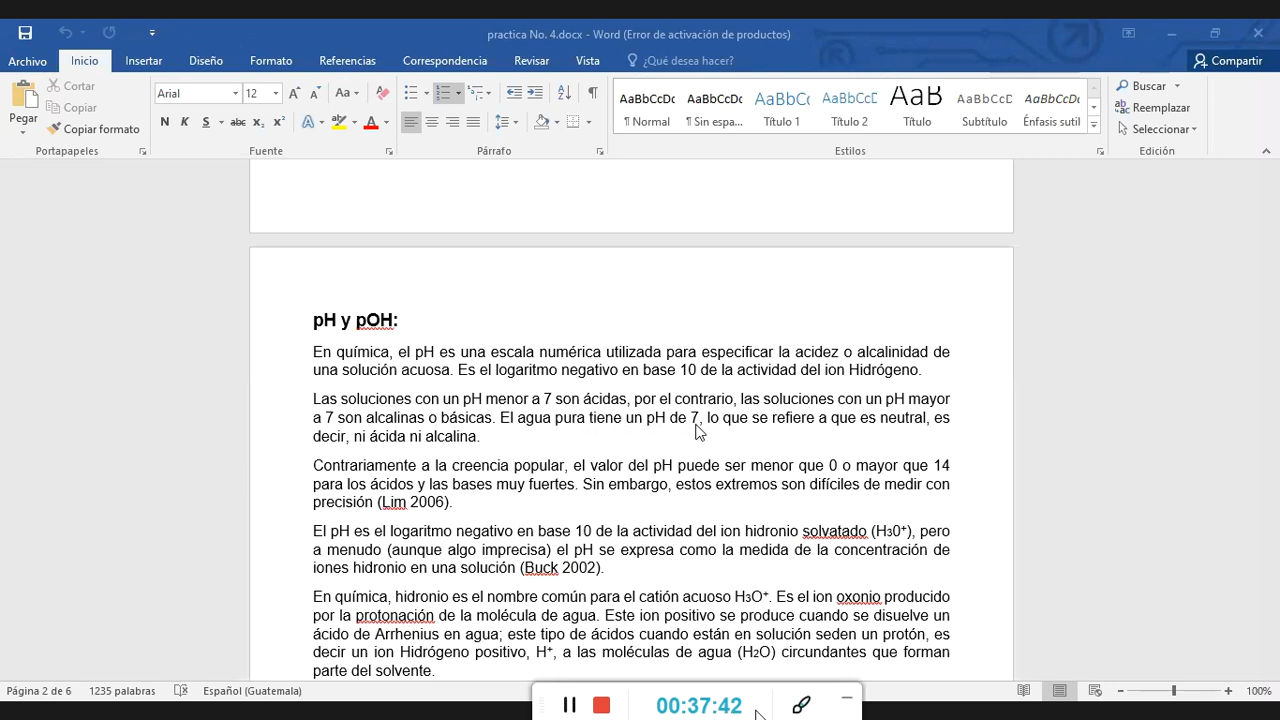 practica No. 4.docx - Word (Error de activación de productos)
Archivo Inicio Insertar Diseño Formato Referencias Correspondencia Revisar Vista ¿Qué desea hacer? Compartir
Pegar
Cortar
Copiar
Copiar formato
Portapapeles
Arial 12 Aa
N K S abc x₂ x² A A
Fuente
Párrafo
AaBbCcDc AaBbCcDc AaBbCc AaBbCcD AaB AaBbCcD AaBbCcDc
¶ Normal ¶ Sin espa... Título 1 Título 2 Título Subtítulo Énfasis sutil
Estilos
Buscar
Reemplazar
Seleccionar
Edición
pH y pOH:
En química, el pH es una escala numérica utilizada para especificar la acidez o alcalinidad de
una solución acuosa. Es el logaritmo negativo en base 10 de la actividad del ion Hidrógeno.
Las soluciones con un pH menor a 7 son ácidas, por el contrario, las soluciones con un pH mayor
a 7 son alcalinas o básicas. El agua pura tiene un pH de 7, lo que se refiere a que es neutral, es
decir, ni ácida ni alcalina.
Contrariamente a la creencia popular, el valor del pH puede ser menor que 0 o mayor que 14
para los ácidos y las bases muy fuertes. Sin embargo, estos extremos son difíciles de medir con
precisión (Lim 2006).
El pH es el logaritmo negativo en base 10 de la actividad del ion hidronio solvatado (H₃0⁺), pero
a menudo (aunque algo imprecisa) el pH se expresa como la medida de la concentración de
iones hidronio en una solución (Buck 2002).
En química, hidronio es el nombre común para el catión acuoso H₃O⁺. Es el ion oxonio producido
por la protonación de la molécula de agua. Este ion positivo se produce cuando se disuelve un
ácido de Arrhenius en agua; este tipo de ácidos cuando están en solución seden un protón, es
decir un ion Hidrógeno positivo, H⁺, a las moléculas de agua (H₂O) circundantes que forman
parte del solvente.
Página 2 de 6 1235 palabras Español (Guatemala) 100%
00:37:42